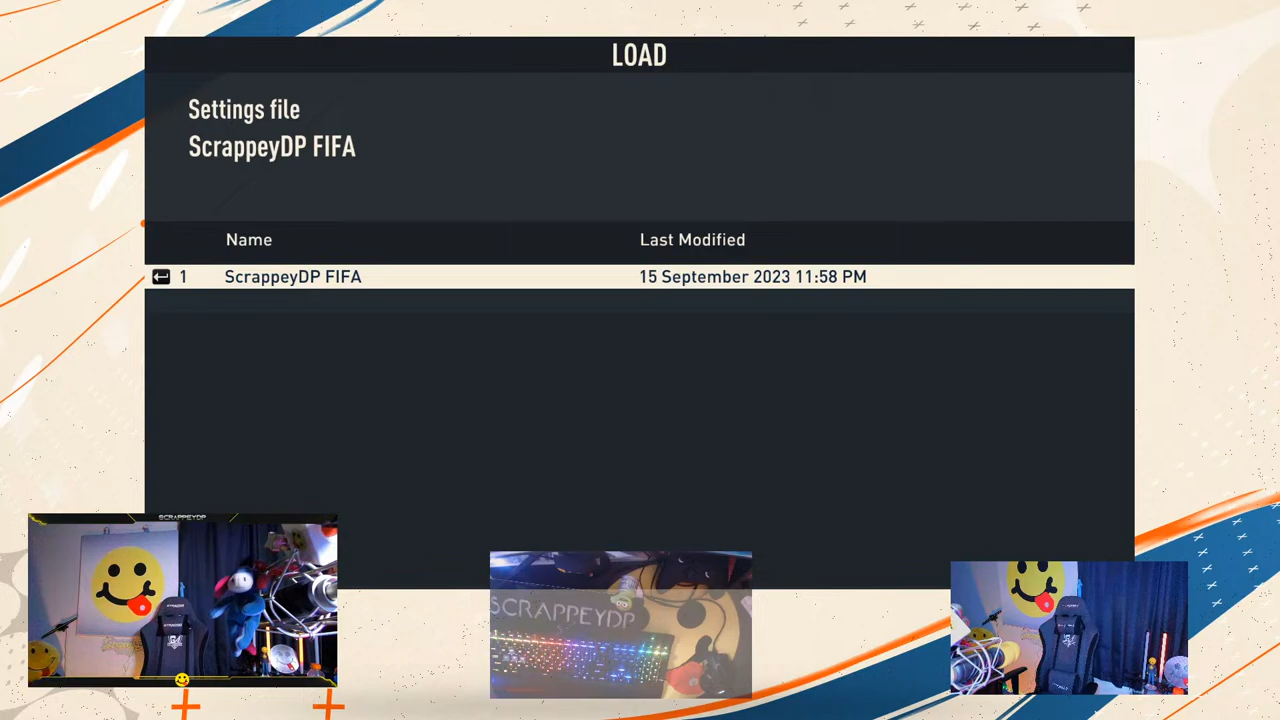 LOAD
Settings file
ScrappeyDP FIFA
Name Last Modified
1 ScrappeyDP FIFA 15 September 2023 11:58 PM
SCRAPPEYDP
SCRAPPEYDP